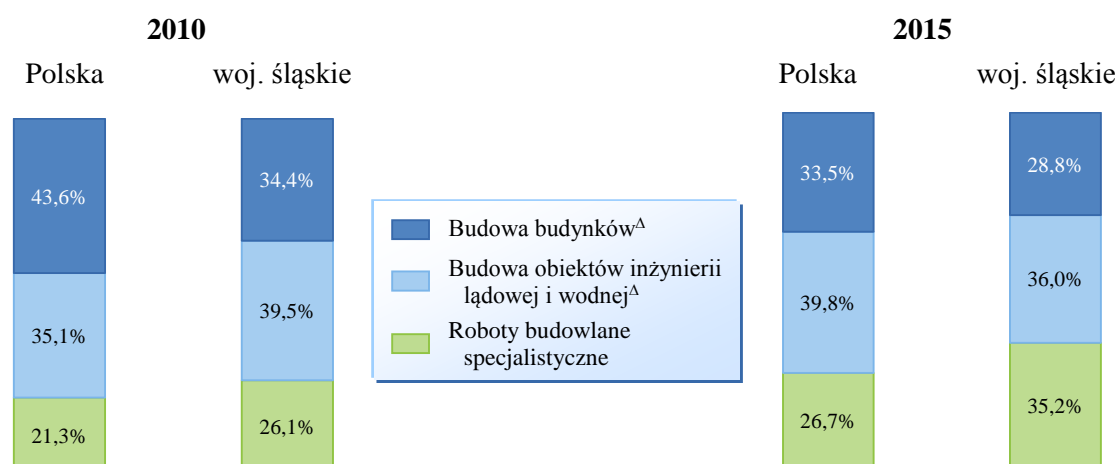 2010
2015
Polska
woj. śląskie
Polska
woj. śląskie
43,6%
34,4%
33,5%
28,8%
Budowa budynków^Δ
Budowa obiektów inżynierii
lądowej i wodnej^Δ
Roboty budowlane
specjalistyczne
35,1%
39,5%
39,8%
36,0%
21,3%
26,1%
26,7%
35,2%